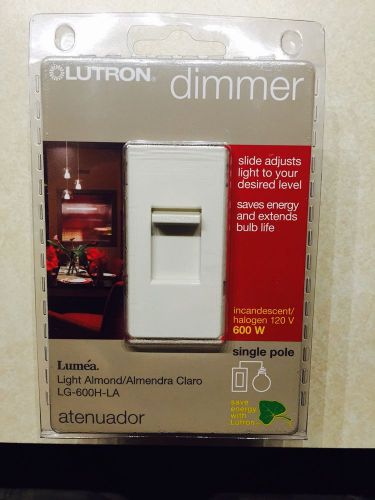 LUTRON®
dimmer
slide adjusts
light to your
desired level
saves energy
and extends
bulb life
incandescent/
halogen 120 V
600 W
single pole
Luméa®
Light Almond/Almendra Claro
LG-600H-LA
atenuador
save
energy with
Lutron